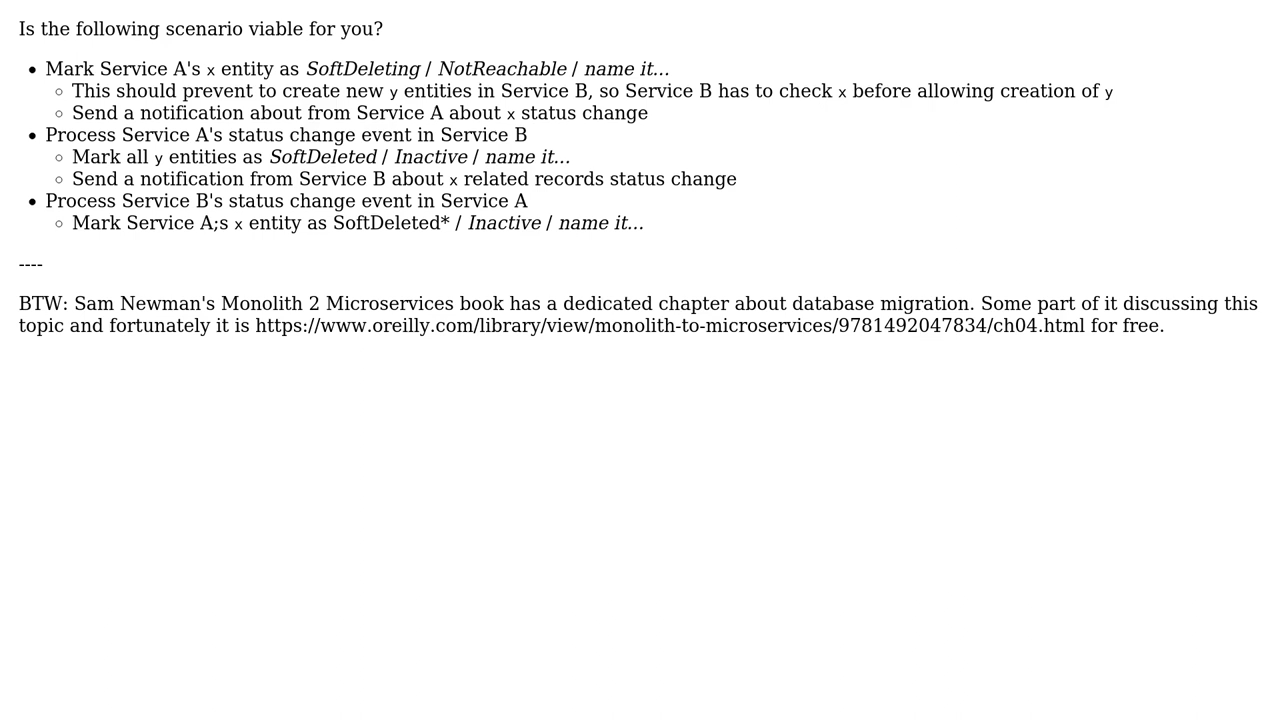 Is the following scenario viable for you?
• Mark Service A's x entity as SoftDeleting / NotReachable / name it...
◦ This should prevent to create new y entities in Service B, so Service B has to check x before allowing creation of y
◦ Send a notification about from Service A about x status change
• Process Service A's status change event in Service B
◦ Mark all y entities as SoftDeleted / Inactive / name it...
◦ Send a notification from Service B about x related records status change
• Process Service B's status change event in Service A
◦ Mark Service A;s x entity as SoftDeleted* / Inactive / name it...
----
BTW: Sam Newman's Monolith 2 Microservices book has a dedicated chapter about database migration. Some part of it discussing this
topic and fortunately it is https://www.oreilly.com/library/view/monolith-to-microservices/9781492047834/ch04.html for free.